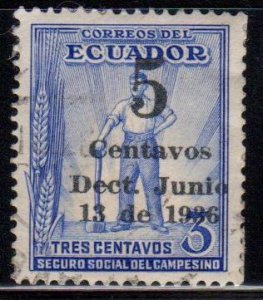 CORREOS DEL
ECUADOR
5
Centavos
Dect. Junio
13 de 1936
TRES CENTAVOS 3
SEGURO SOCIAL DEL CAMPESINO